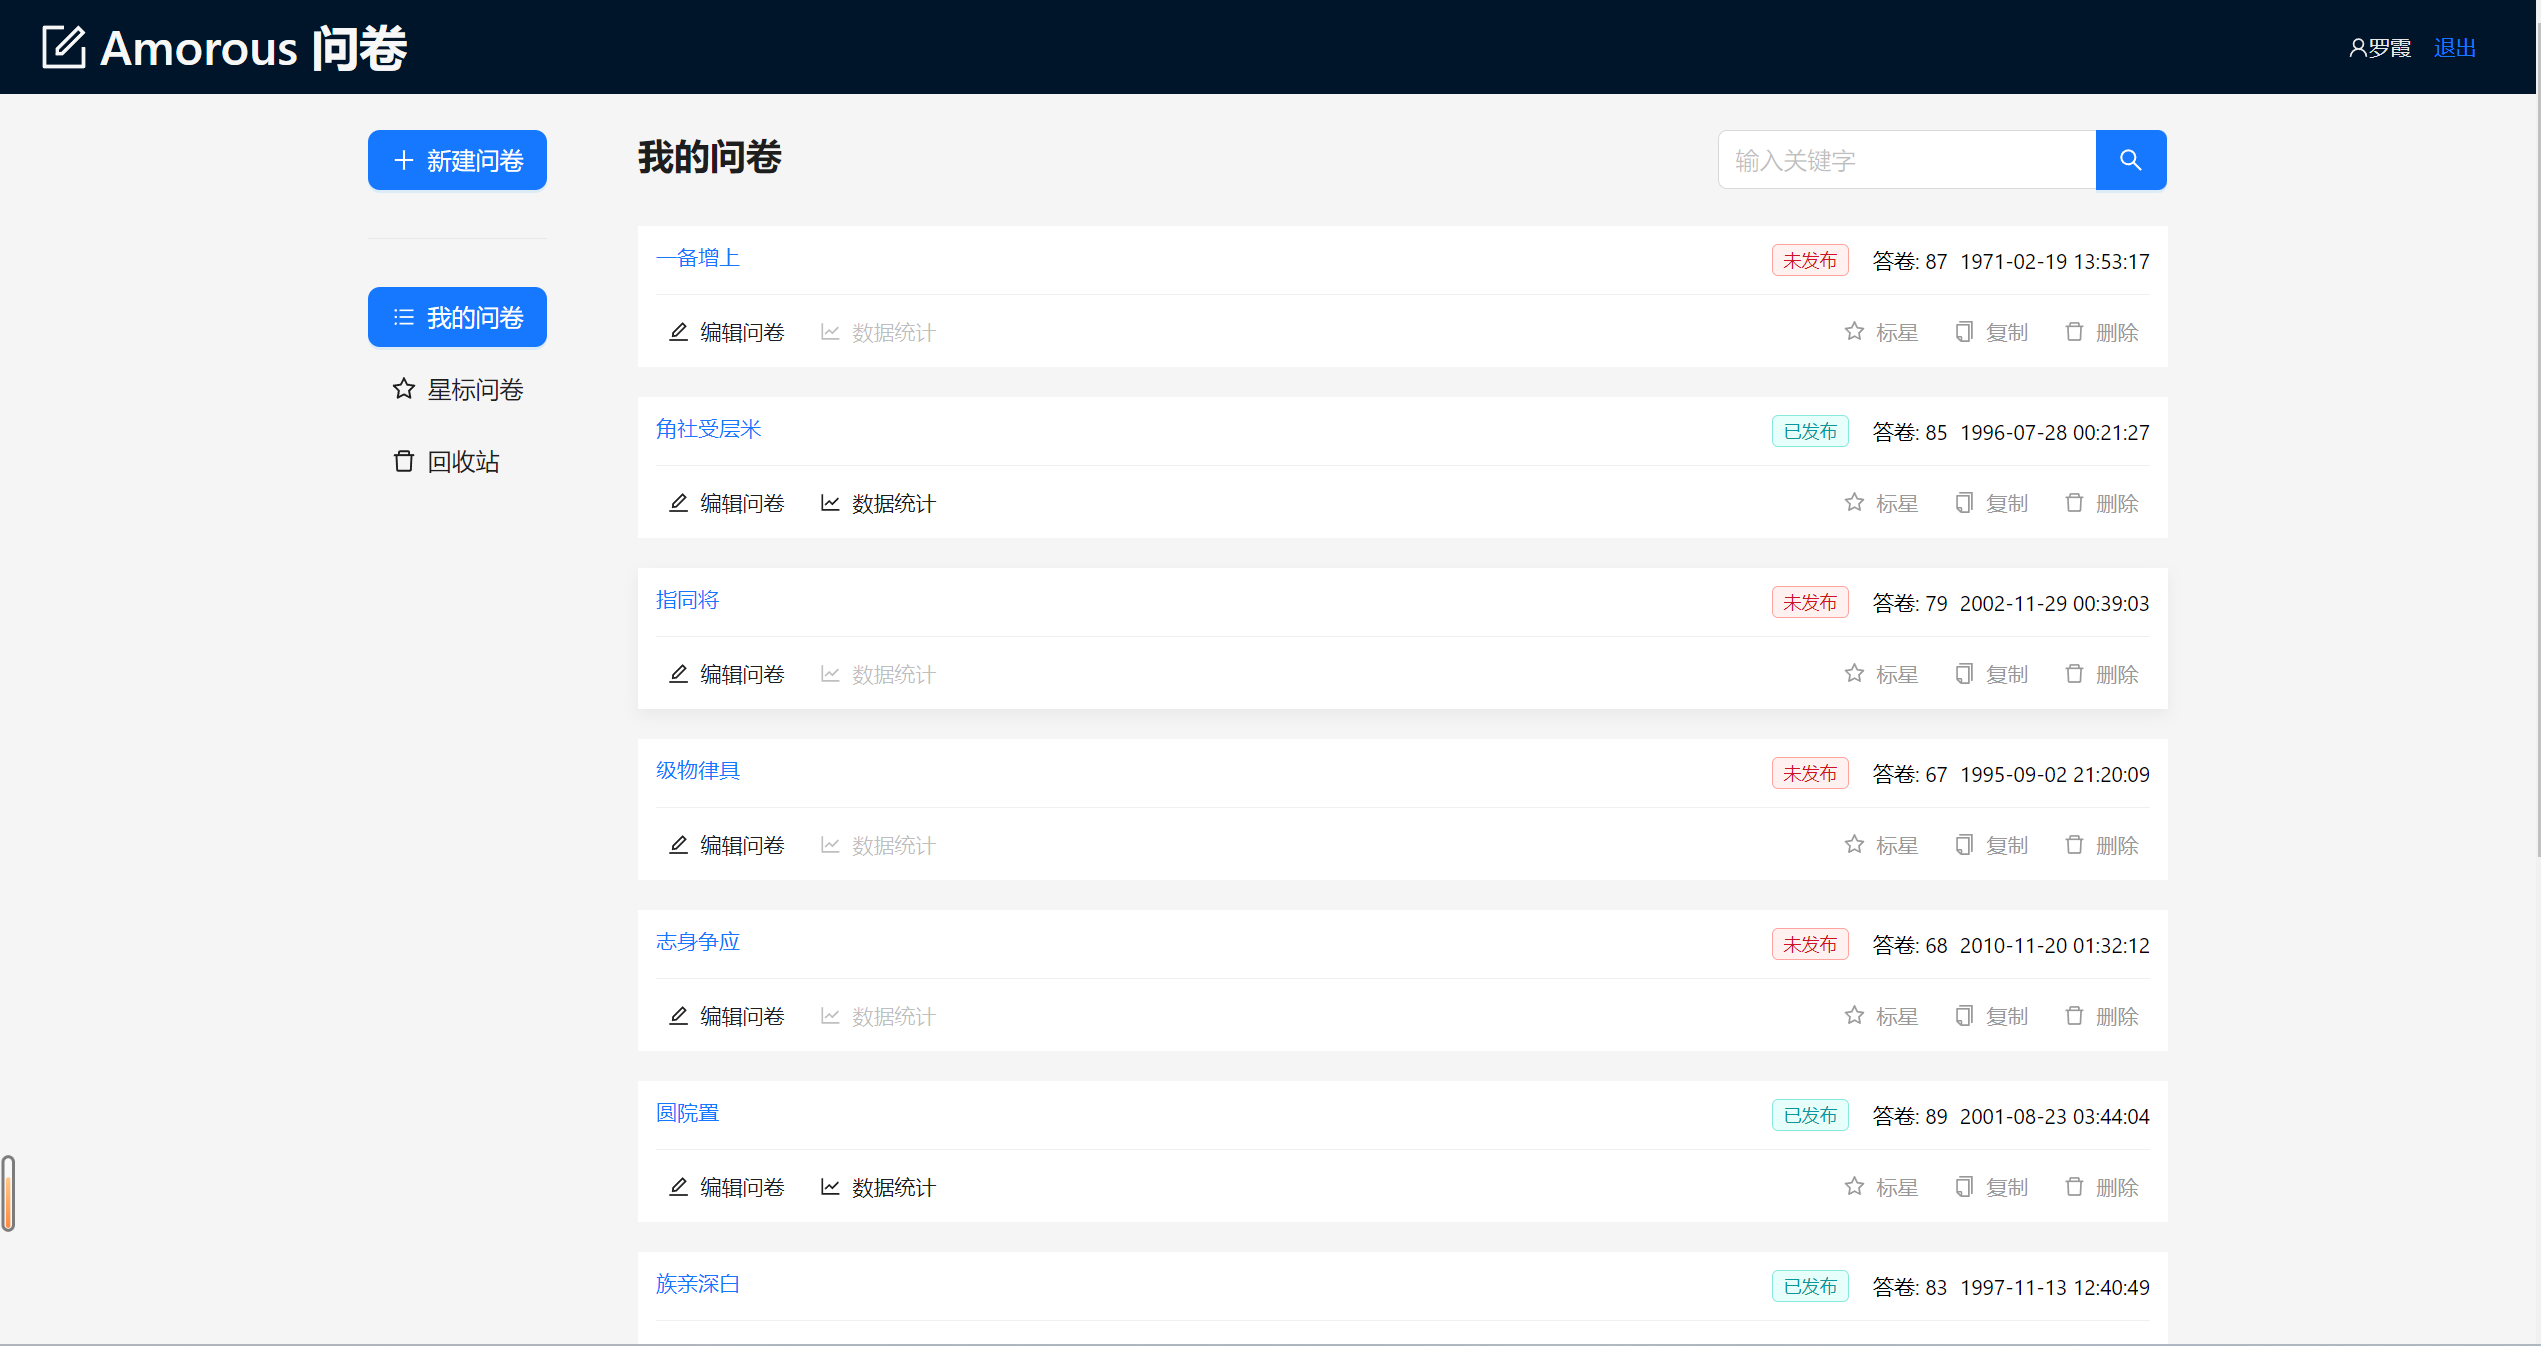 Amorous 问卷
罗霞 退出
新建问卷
我的问卷
星标问卷
回收站
我的问卷
输入关键字
一备增上 未发布 答卷: 87 1971-02-19 13:53:17
编辑问卷 数据统计 标星 复制 删除
角社受层米 已发布 答卷: 85 1996-07-28 00:21:27
编辑问卷 数据统计 标星 复制 删除
指同将 未发布 答卷: 79 2002-11-29 00:39:03
编辑问卷 数据统计 标星 复制 删除
级物律具 未发布 答卷: 67 1995-09-02 21:20:09
编辑问卷 数据统计 标星 复制 删除
志身争应 未发布 答卷: 68 2010-11-20 01:32:12
编辑问卷 数据统计 标星 复制 删除
圆院置 已发布 答卷: 89 2001-08-23 03:44:04
编辑问卷 数据统计 标星 复制 删除
族亲深白 已发布 答卷: 83 1997-11-13 12:40:49